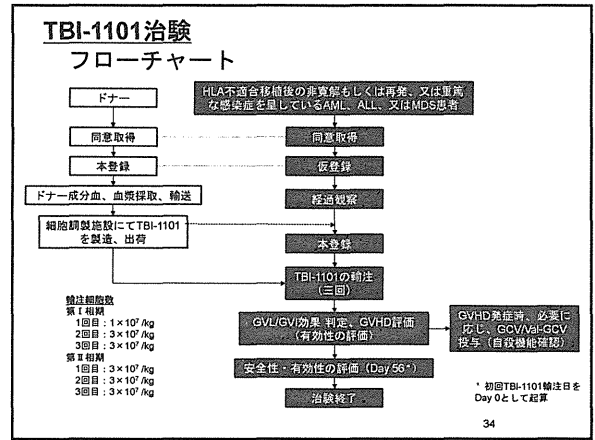 TBI-1101治験
フローチャート
ドナー
同意取得
本登録
ドナー成分血、血漿採取、輸送
細胞調製施設にてTBI-1101
を製造、出荷
HLA不適合移植後の非寛解もしくは再発、又は重篤
な感染症を呈しているAML、ALL、又はMDS患者
同意取得
仮登録
経過観察
本登録
TBI-1101の輸注
(三回)
GVL/GVI効果 判定、GVHD評価
(有効性の評価)
GVHD発症時、必要に
応じ、GCV/Val-GCV
投与(自殺機能確認)
安全性・有効性の評価(Day 56*)
治験終了
輸注細胞数
第Ⅰ相期
1回目:1×10⁷ /kg
2回目:3×10⁷ /kg
3回目:3×10⁷ /kg
第Ⅱ相期
1回目:3×10⁷ /kg
2回目:3×10⁷ /kg
3回目:3×10⁷ /kg
* 初回TBI-1101輸注日を
Day 0として起算
34